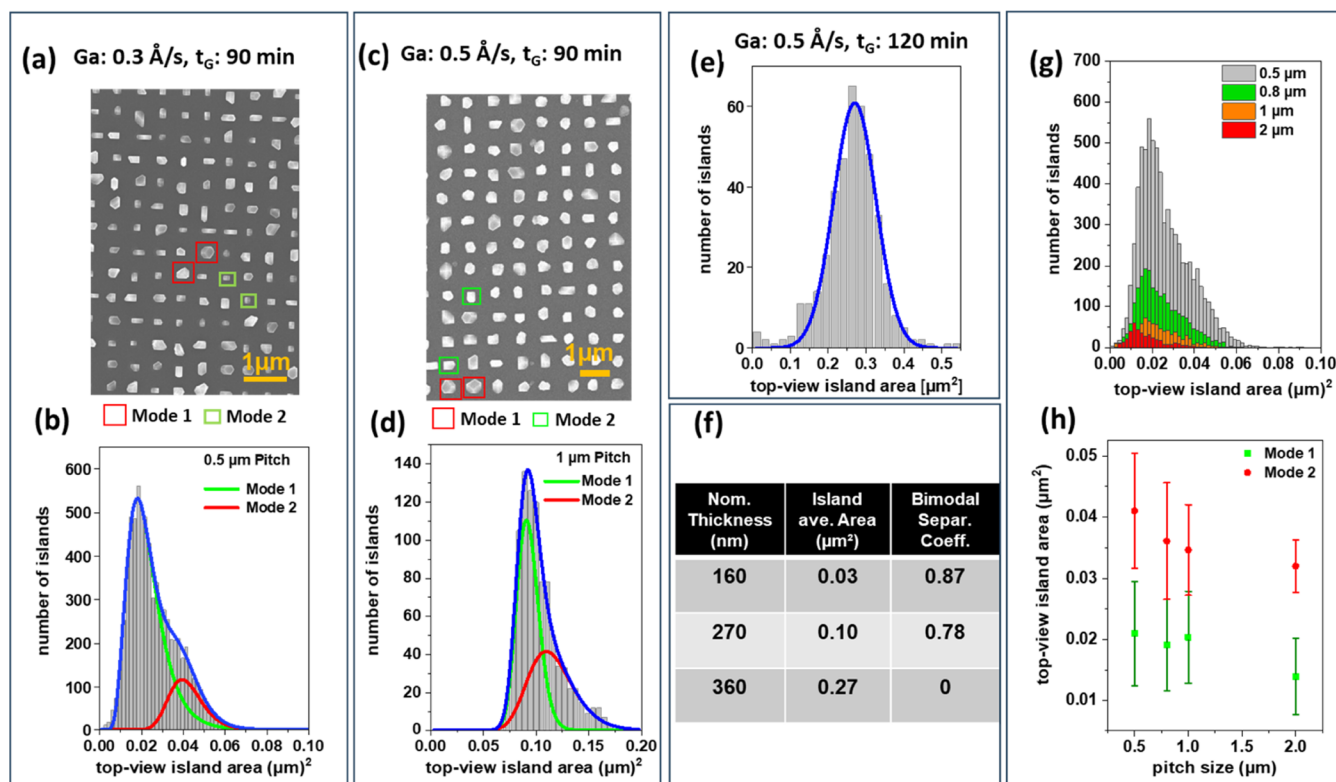 (a)
Ga: 0.3 Å/s, tG: 90 min
1µm
Mode 1 Mode 2
(b)
0.5 µm Pitch
Mode 1
Mode 2
number of islands
600
500
400
300
200
100
0
0.00 0.02 0.04 0.06 0.08 0.10
top-view island area (µm)²
(c)
Ga: 0.5 Å/s, tG: 90 min
1µm
Mode 1 Mode 2
(d)
1 µm Pitch
Mode 1
Mode 2
number of islands
140
120
100
80
60
40
20
0
0.00 0.05 0.10 0.15 0.20
top-view island area (µm)²
Ga: 0.5 Å/s, tG: 120 min
(e)
number of islands
60
40
20
0
0.0 0.1 0.2 0.3 0.4 0.5
top-view island area [µm²]
(f)
Nom. Thickness (nm) Island ave. Area (µm²) Bimodal Separ. Coeff.
160 0.03 0.87
270 0.10 0.78
360 0.27 0
(g)
0.5 µm
0.8 µm
1 µm
2 µm
number of islands
700
600
500
400
300
200
100
0
0.00 0.02 0.04 0.06 0.08 0.10
top-view island area (µm)²
(h)
Mode 1
Mode 2
top-view island area (µm²)
0.05
0.04
0.03
0.02
0.01
0.5 1.0 1.5 2.0
pitch size (µm)